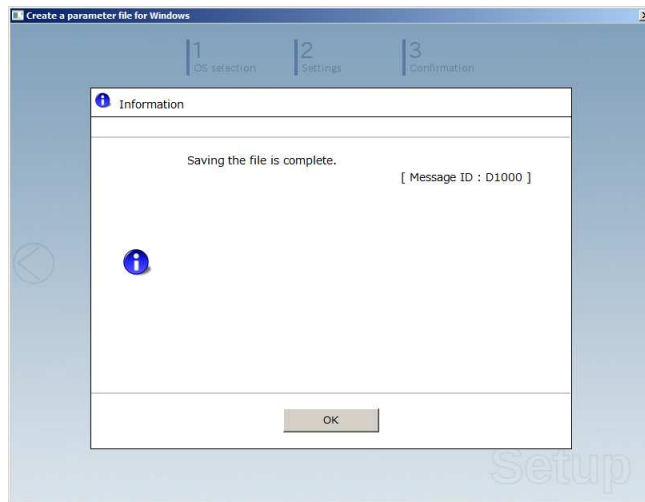 Create a parameter file for Windows
1
OS selection
2
Settings
3
Confirmation
Information
Saving the file is complete.
[ Message ID : D1000 ]
OK
Setup